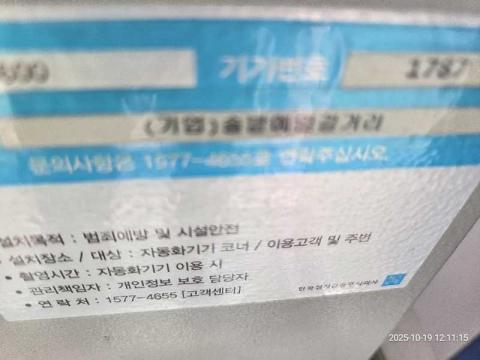 기기번호 1787
문의사항은 1577-4655로 연락주십시오.
설치목적 : 범죄예방 및 시설안전
설치장소 / 대상 : 자동화기기 코너 / 이용고객 및 주변
• 촬영시간 : 자동화기기 이용 시
• 관리책임자 : 개인정보 보호 담당자
• 연 락 처 : 1577-4655 [고객센터]
2025-10-19 12:11:15